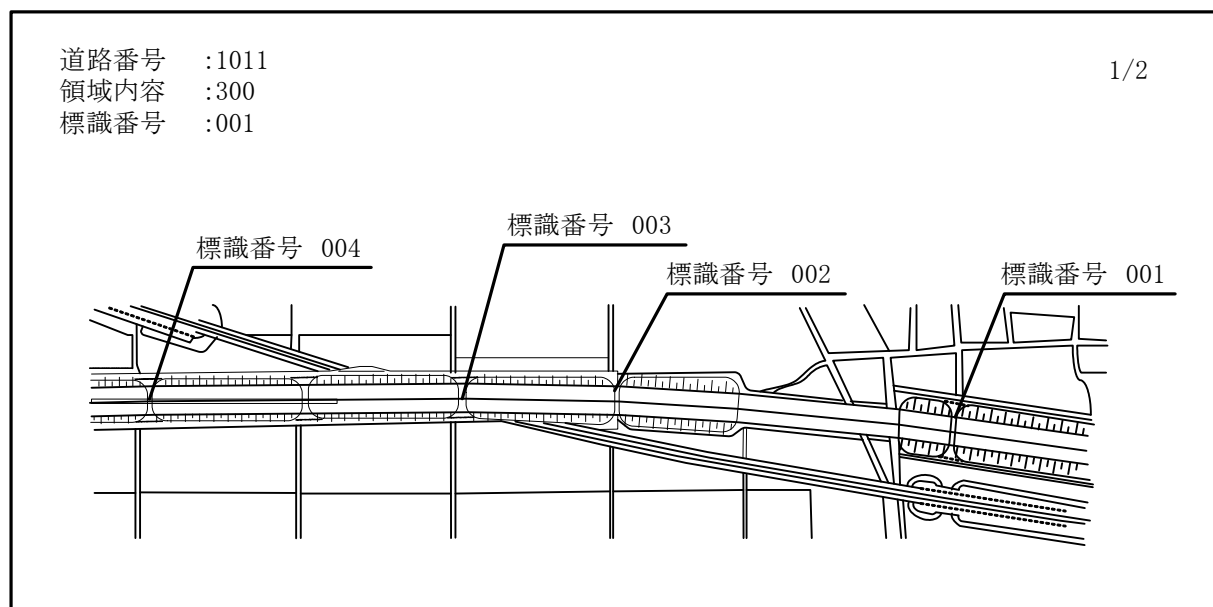 道路番号 :1011
領域内容 :300
標識番号 :001
1/2
標識番号 003
標識番号 004
標識番号 002
標識番号 001